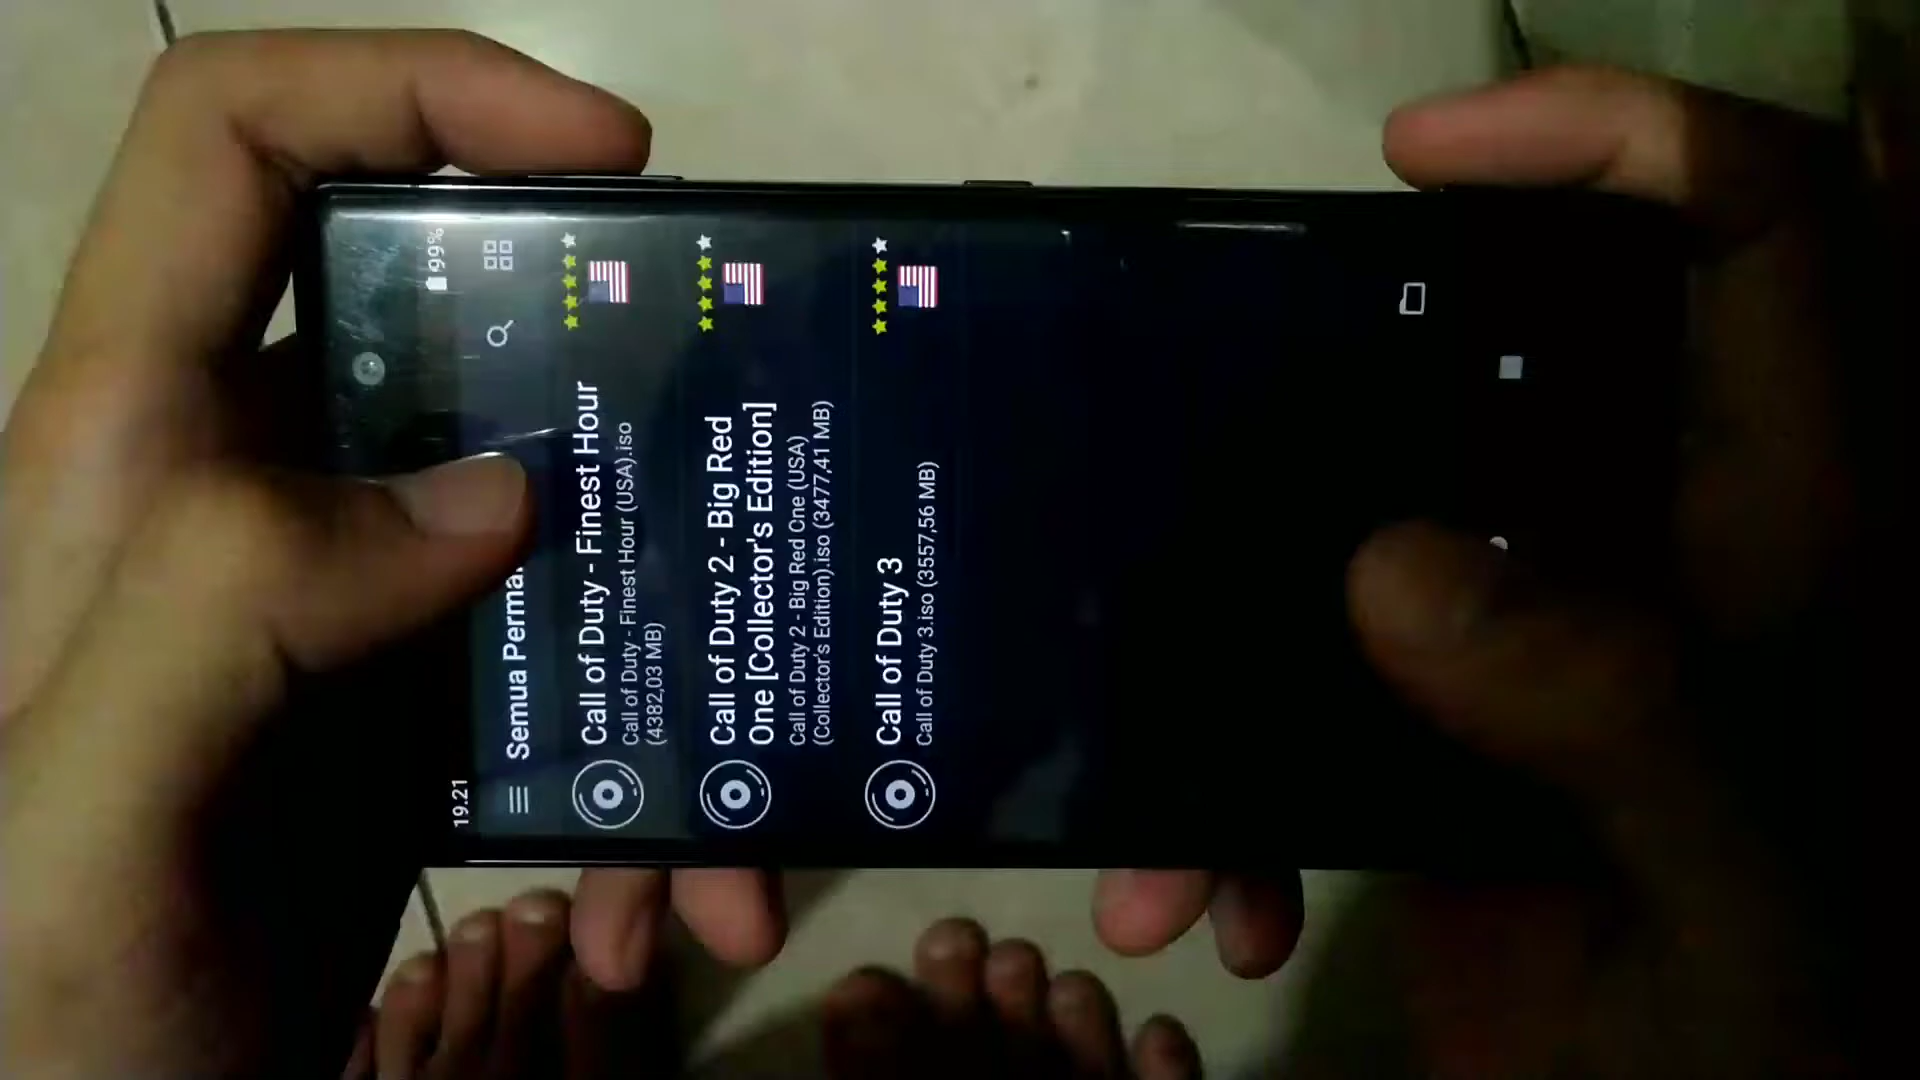 19.21
99%
Semua Perma
Call of Duty - Finest Hour
Call of Duty - Finest Hour (USA).iso
(4382,03 MB)
Call of Duty 2 - Big Red
One [Collector's Edition]
Call of Duty 2 - Big Red One (USA)
(Collector's Edition).iso (3477,41 MB)
Call of Duty 3
Call of Duty 3.iso (3557,56 MB)